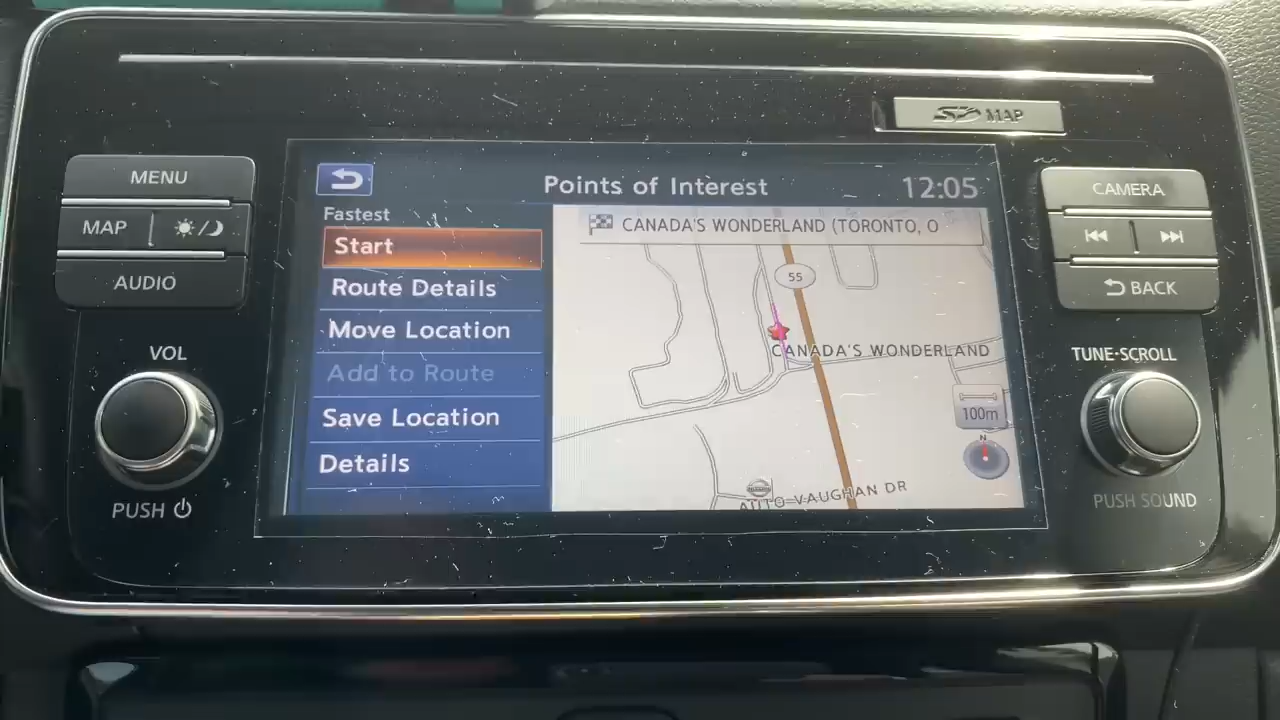 SD MAP
MENU
MAP
AUDIO
VOL
PUSH
Points of Interest
12:05
Fastest
Start
Route Details
Move Location
Add to Route
Save Location
Details
CANADA'S WONDERLAND (TORONTO, O
55
CANADA'S WONDERLAND
100m
N
AUTO VAUGHAN DR
CAMERA
BACK
TUNE·SCROLL
PUSH SOUND